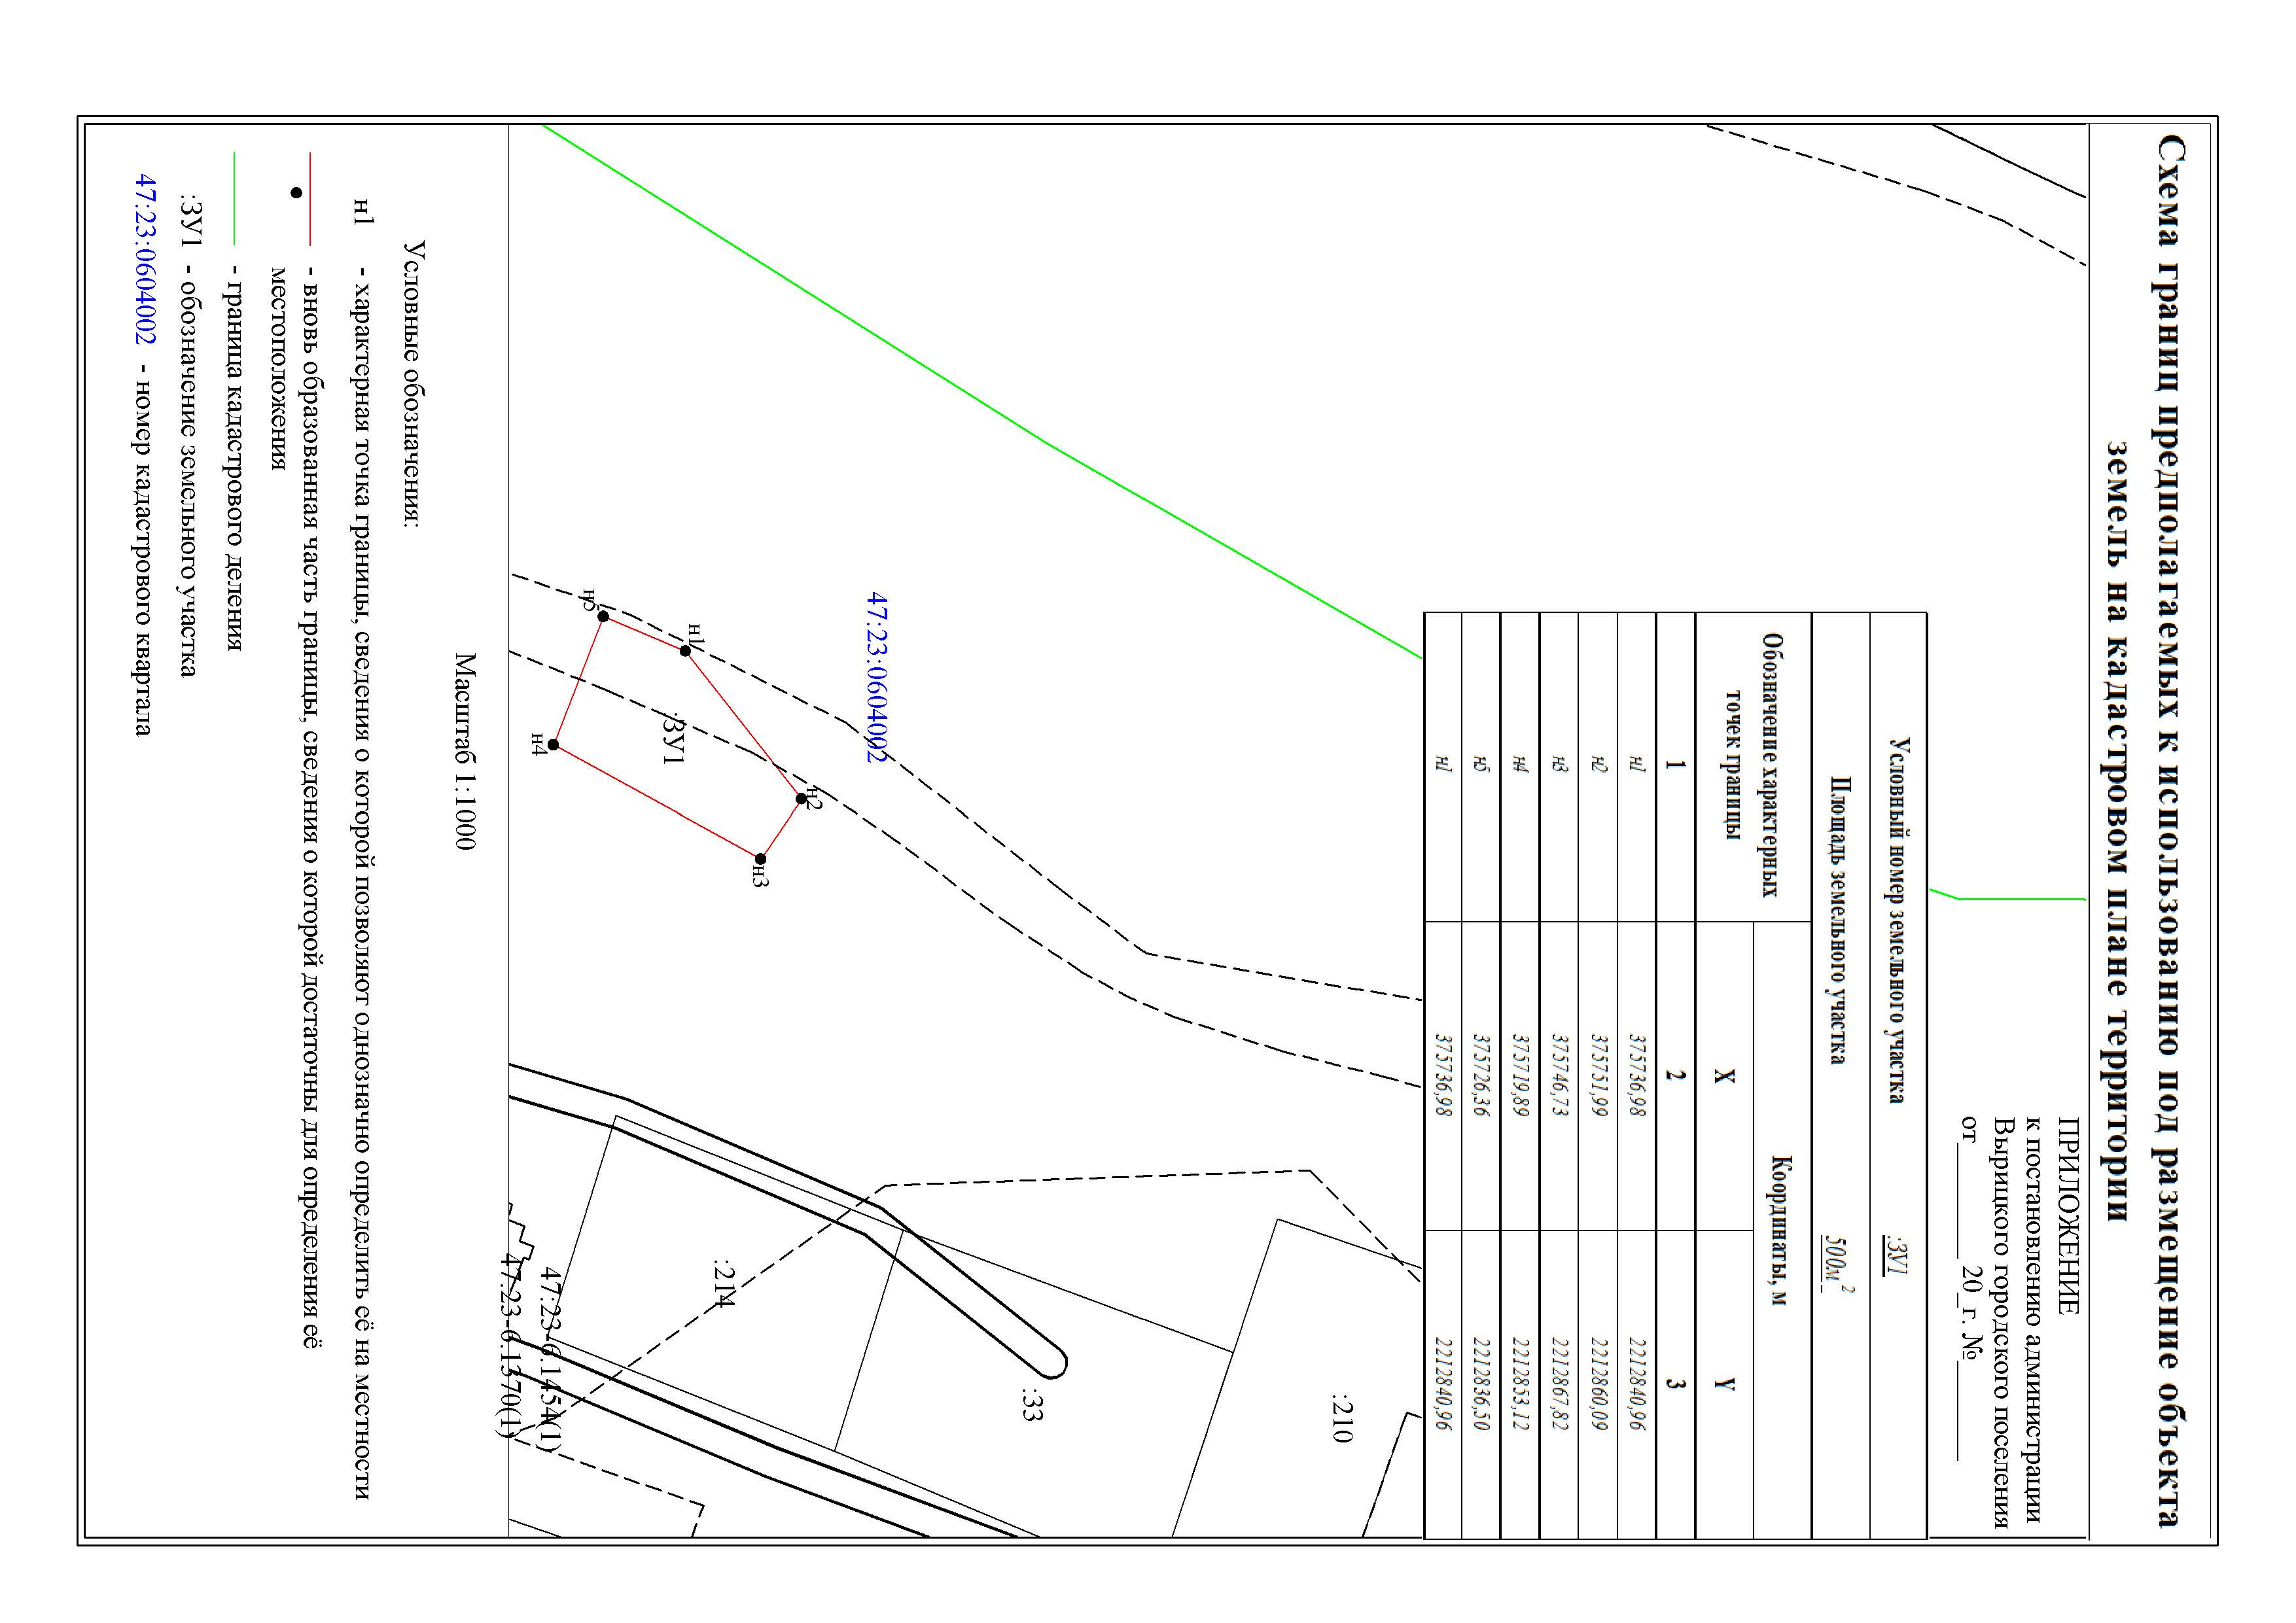 Схема границ предполагаемых к использованию под размещение объекта
земель на кадастровом плане территории
ПРИЛОЖЕНИЕ
к постановлению администрации
Вырицкого городского поселения
от________ 20_г. №_______
Условный номер земельного участка :ЗУ1
Площадь земельного участка 500м²
Обозначение характерных
точек границы
Координаты, м
X Y
1 2 3
н1 375736,98 2212840,96
н2 375751,99 2212860,09
н3 375746,73 2212867,82
н4 375719,89 2212853,12
н5 375726,36 2212836,50
н1 375736,98 2212840,96
:210
:33
47:23:0604002
н2
н3
:214
н1
:ЗУ1
н5
н4
47:23-6.1454(1)
47:23-6.1370(1)
Масштаб 1:1000
Условные обозначения:
н1 - характерная точка границы, сведения о которой позволяют однозначно определить её на местности
- вновь образованная часть границы, сведения о которой достаточны для определения её
местоположения
- граница кадастрового деления
:ЗУ1 - обозначение земельного участка
47:23:0604002 - номер кадастрового квартала